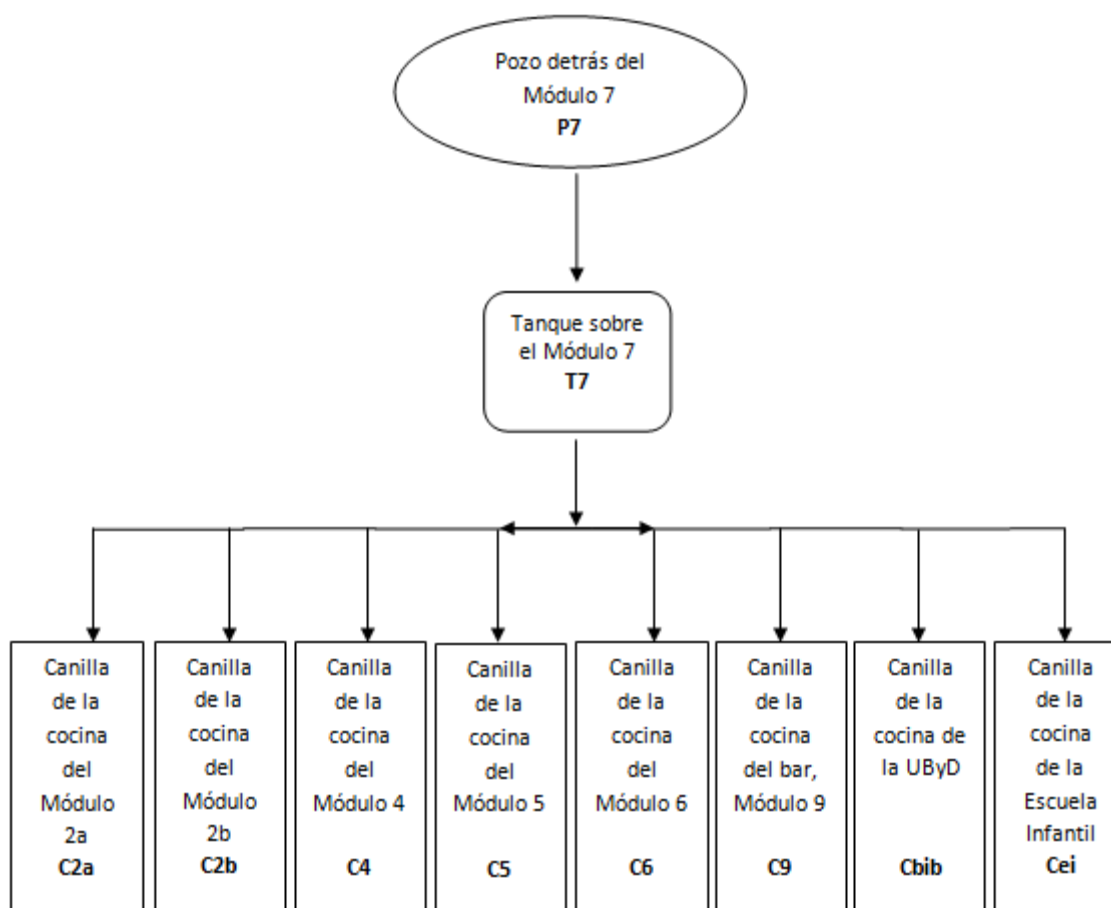 Pozo detrás del
Módulo 7
P7
Tanque sobre
el Módulo 7
T7
Canilla
de la
cocina
del
Módulo
2a
C2a
Canilla
de la
cocina
del
Módulo
2b
C2b
Canilla
de la
cocina
del
Módulo 4
C4
Canilla
de la
cocina
del
Módulo 5
C5
Canilla
de la
cocina
del
Módulo 6
C6
Canilla
de la
cocina
del bar,
Módulo 9
C9
Canilla
de la
cocina de
la UByD
Cbib
Canilla
de la
cocina
de la
Escuela
Infantil
Cei